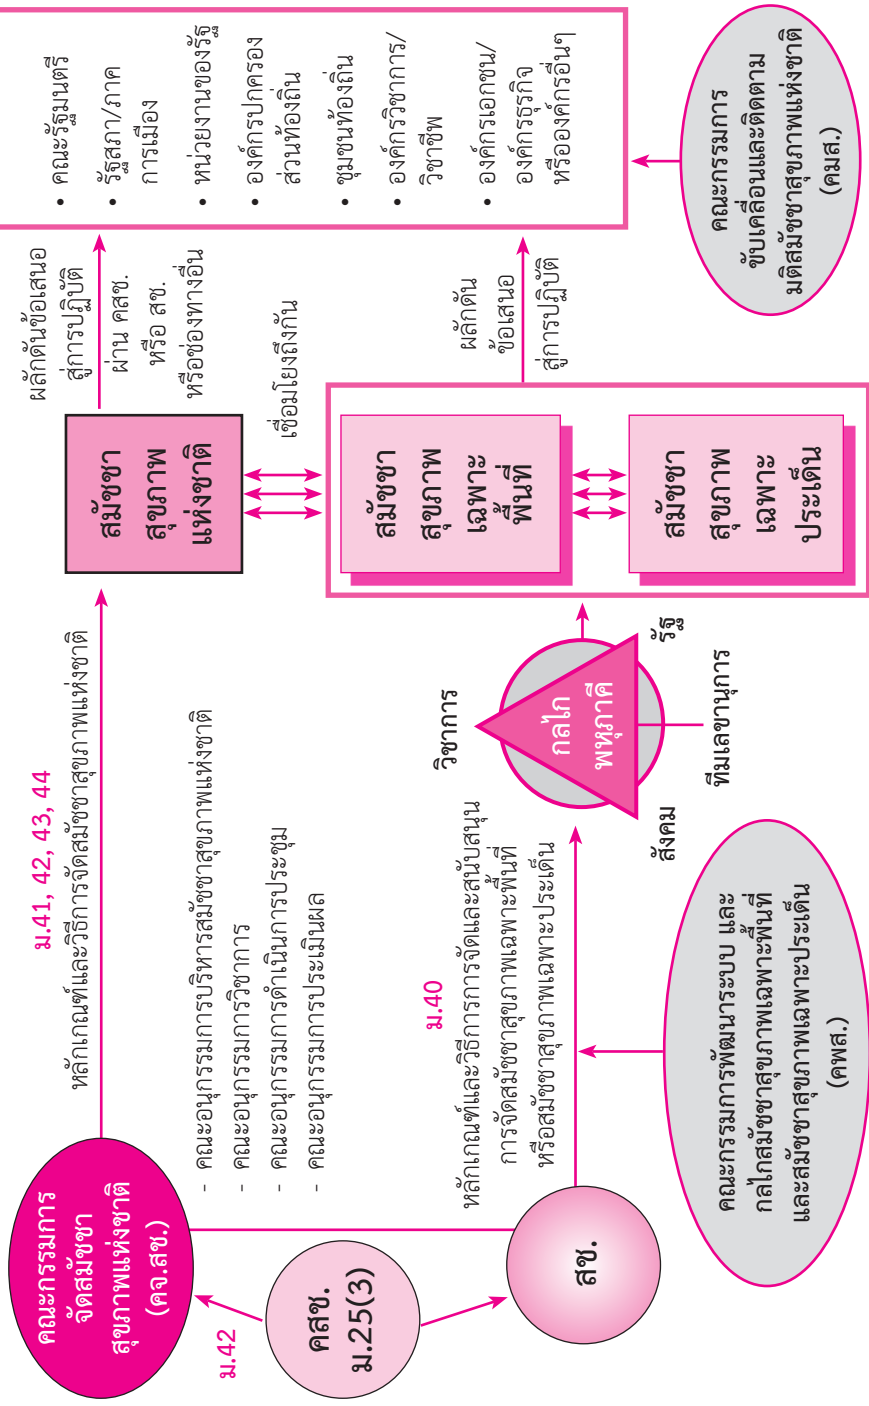 คณะกรรมการ
จัดสมัชชา
สุขภาพแห่งชาติ
(คจ.สช.)
ม.42
คสช.
ม.25(3)
สช.
ม.41, 42, 43, 44
หลักเกณฑ์และวิธีการจัดสมัชชาสุขภาพแห่งชาติ
- คณะอนุกรรมการบริหารสมัชชาสุขภาพแห่งชาติ
- คณะอนุกรรมการวิชาการ
- คณะอนุกรรมการดำเนินการประชุม
- คณะอนุกรรมการประเมินผล
ม.40
หลักเกณฑ์และวิธีการการจัดและสนับสนุน
การจัดสมัชชาสุขภาพเฉพาะพื้นที่
หรือสมัชชาสุขภาพเฉพาะประเด็น
คณะกรรมการพัฒนาระบบ และ
กลไกสมัชชาสุขภาพเฉพาะพื้นที่
และสมัชชาสุขภาพเฉพาะประเด็น
(คพส.)
วิชาการ
กลไก
พหุภาคี
สังคม
รัฐ
ทีมเลขานุการ
สมัชชา
สุขภาพ
แห่งชาติ
เชื่อมโยงถึงกัน
สมัชชา
สุขภาพ
เฉพาะ
พื้นที่
สมัชชา
สุขภาพ
เฉพาะ
ประเด็น
ผลักดันข้อเสนอ
สู่การปฏิบัติ
ผ่าน คสช.
หรือ สช.
หรือช่องทางอื่น
ผลักดัน
ข้อเสนอ
สู่การปฏิบัติ
• คณะรัฐมนตรี
• รัฐสภา/ภาค
การเมือง
• หน่วยงานของรัฐ
• องค์กรปกครอง
ส่วนท้องถิ่น
• ชุมชนท้องถิ่น
• องค์กรวิชาการ/
วิชาชีพ
• องค์กรเอกชน/
องค์กรธุรกิจ
หรือองค์กรอื่นๆ
คณะกรรมการ
ขับเคลื่อนและติดตาม
มติสมัชชาสุขภาพแห่งชาติ
(คมส.)